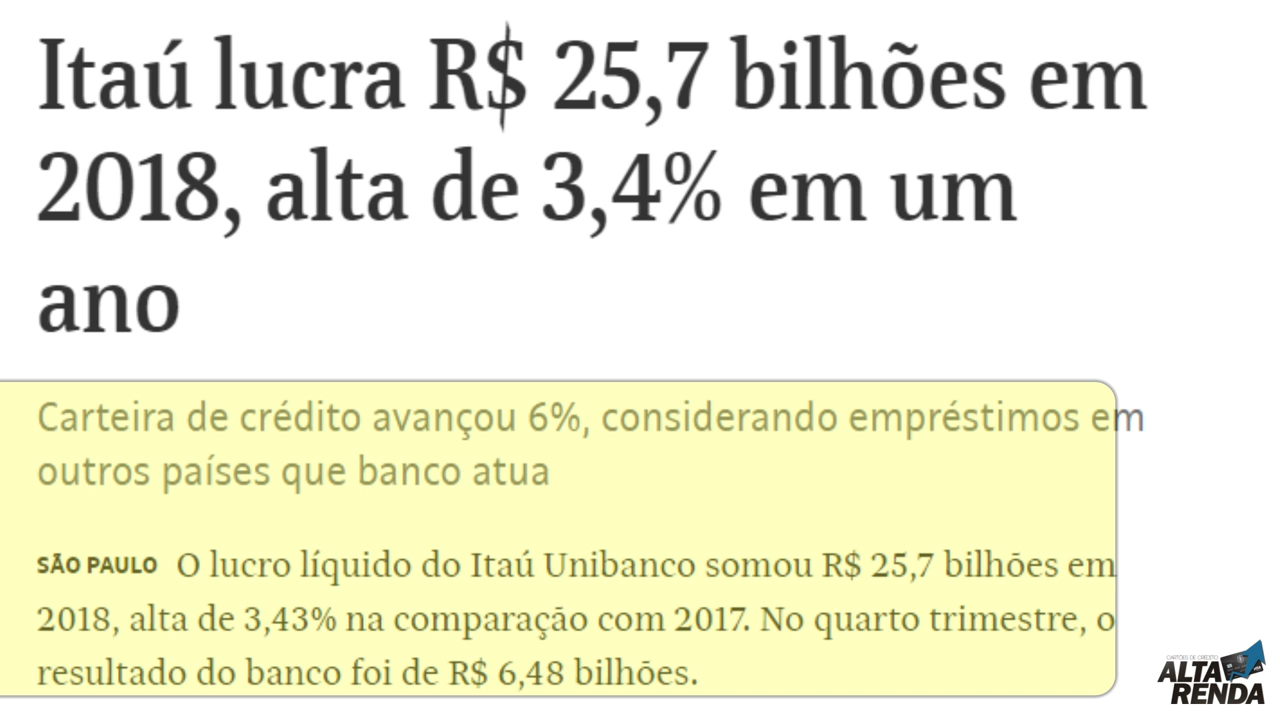 Itaú lucra R$ 25,7 bilhões em
2018, alta de 3,4% em um
ano
Carteira de crédito avançou 6%, considerando empréstimos em
outros países que banco atua
SÃO PAULO O lucro líquido do Itaú Unibanco somou R$ 25,7 bilhões em
2018, alta de 3,43% na comparação com 2017. No quarto trimestre, o
resultado do banco foi de R$ 6,48 bilhões.
CARTÕES DE CRÉDITO
ALTA
RENDA